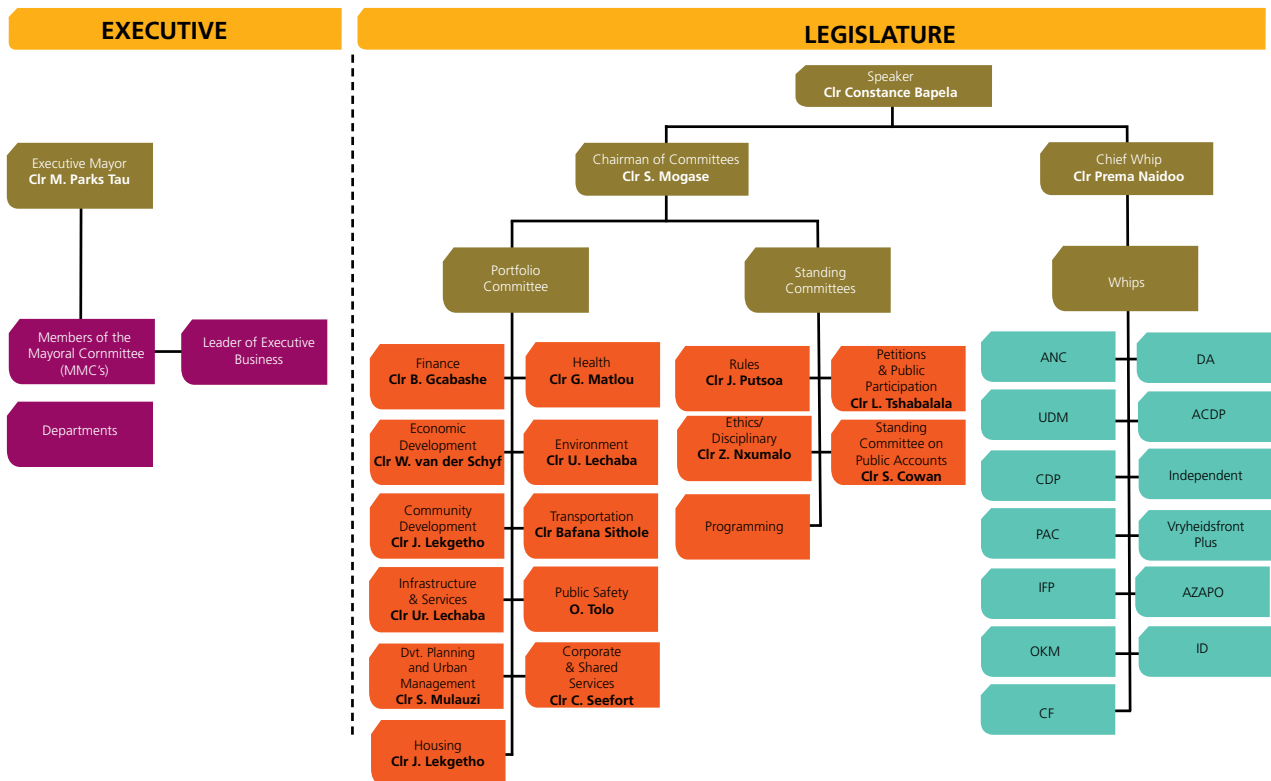 EXECUTIVE
LEGISLATURE
Speaker
Clr Constance Bapela
Executive Mayor
Clr M. Parks Tau
Chairman of Committees
Clr S. Mogase
Chief Whip
Clr Prema Naidoo
Portfolio
Committee
Standing
Committees
Whips
Members of the
Mayoral Committee
(MMC's)
Leader of Executive
Business
Departments
Finance
Clr B. Gcabashe
Health
Clr G. Matlou
Economic
Development
Clr W. van der Schyf
Environment
Clr U. Lechaba
Community
Development
Clr J. Lekgetho
Transportation
Clr Bafana Sithole
Infrastructure
& Services
Clr Ur. Lechaba
Public Safety
O. Tolo
Dvt. Planning
and Urban
Management
Clr S. Mulauzi
Corporate
& Shared
Services
Clr C. Seefort
Housing
Clr J. Lekgetho
Rules
Clr J. Putsoa
Petitions
& Public
Participation
Clr L. Tshabalala
Ethics/
Disciplinary
Clr Z. Nxumalo
Standing
Committee on
Public Accounts
Clr S. Cowan
Programming
ANC
DA
UDM
ACDP
CDP
Independent
PAC
Vryheidsfront
Plus
IFP
AZAPO
OKM
ID
CF